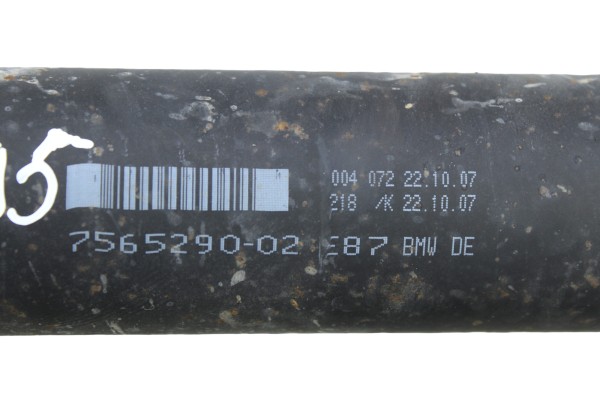 15
004 072 22.10.07
218 /K 22.10.07
7565290-02 E87 BMW DE